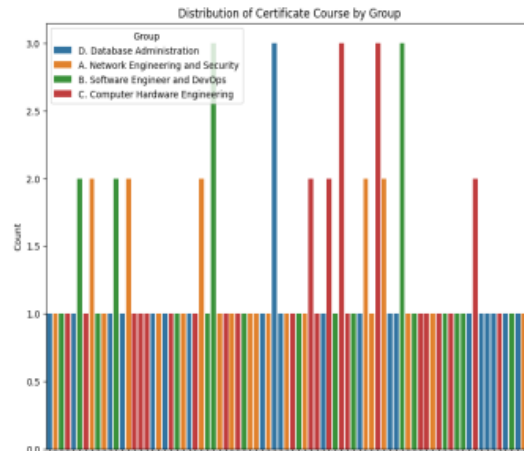 Distribution of Certificate Course by Group
3.0
2.5
2.0
1.5
1.0
0.5
0.0
Count
Group
D. Database Administration
A. Network Engineering and Security
B. Software Engineer and DevOps
C. Computer Hardware Engineering